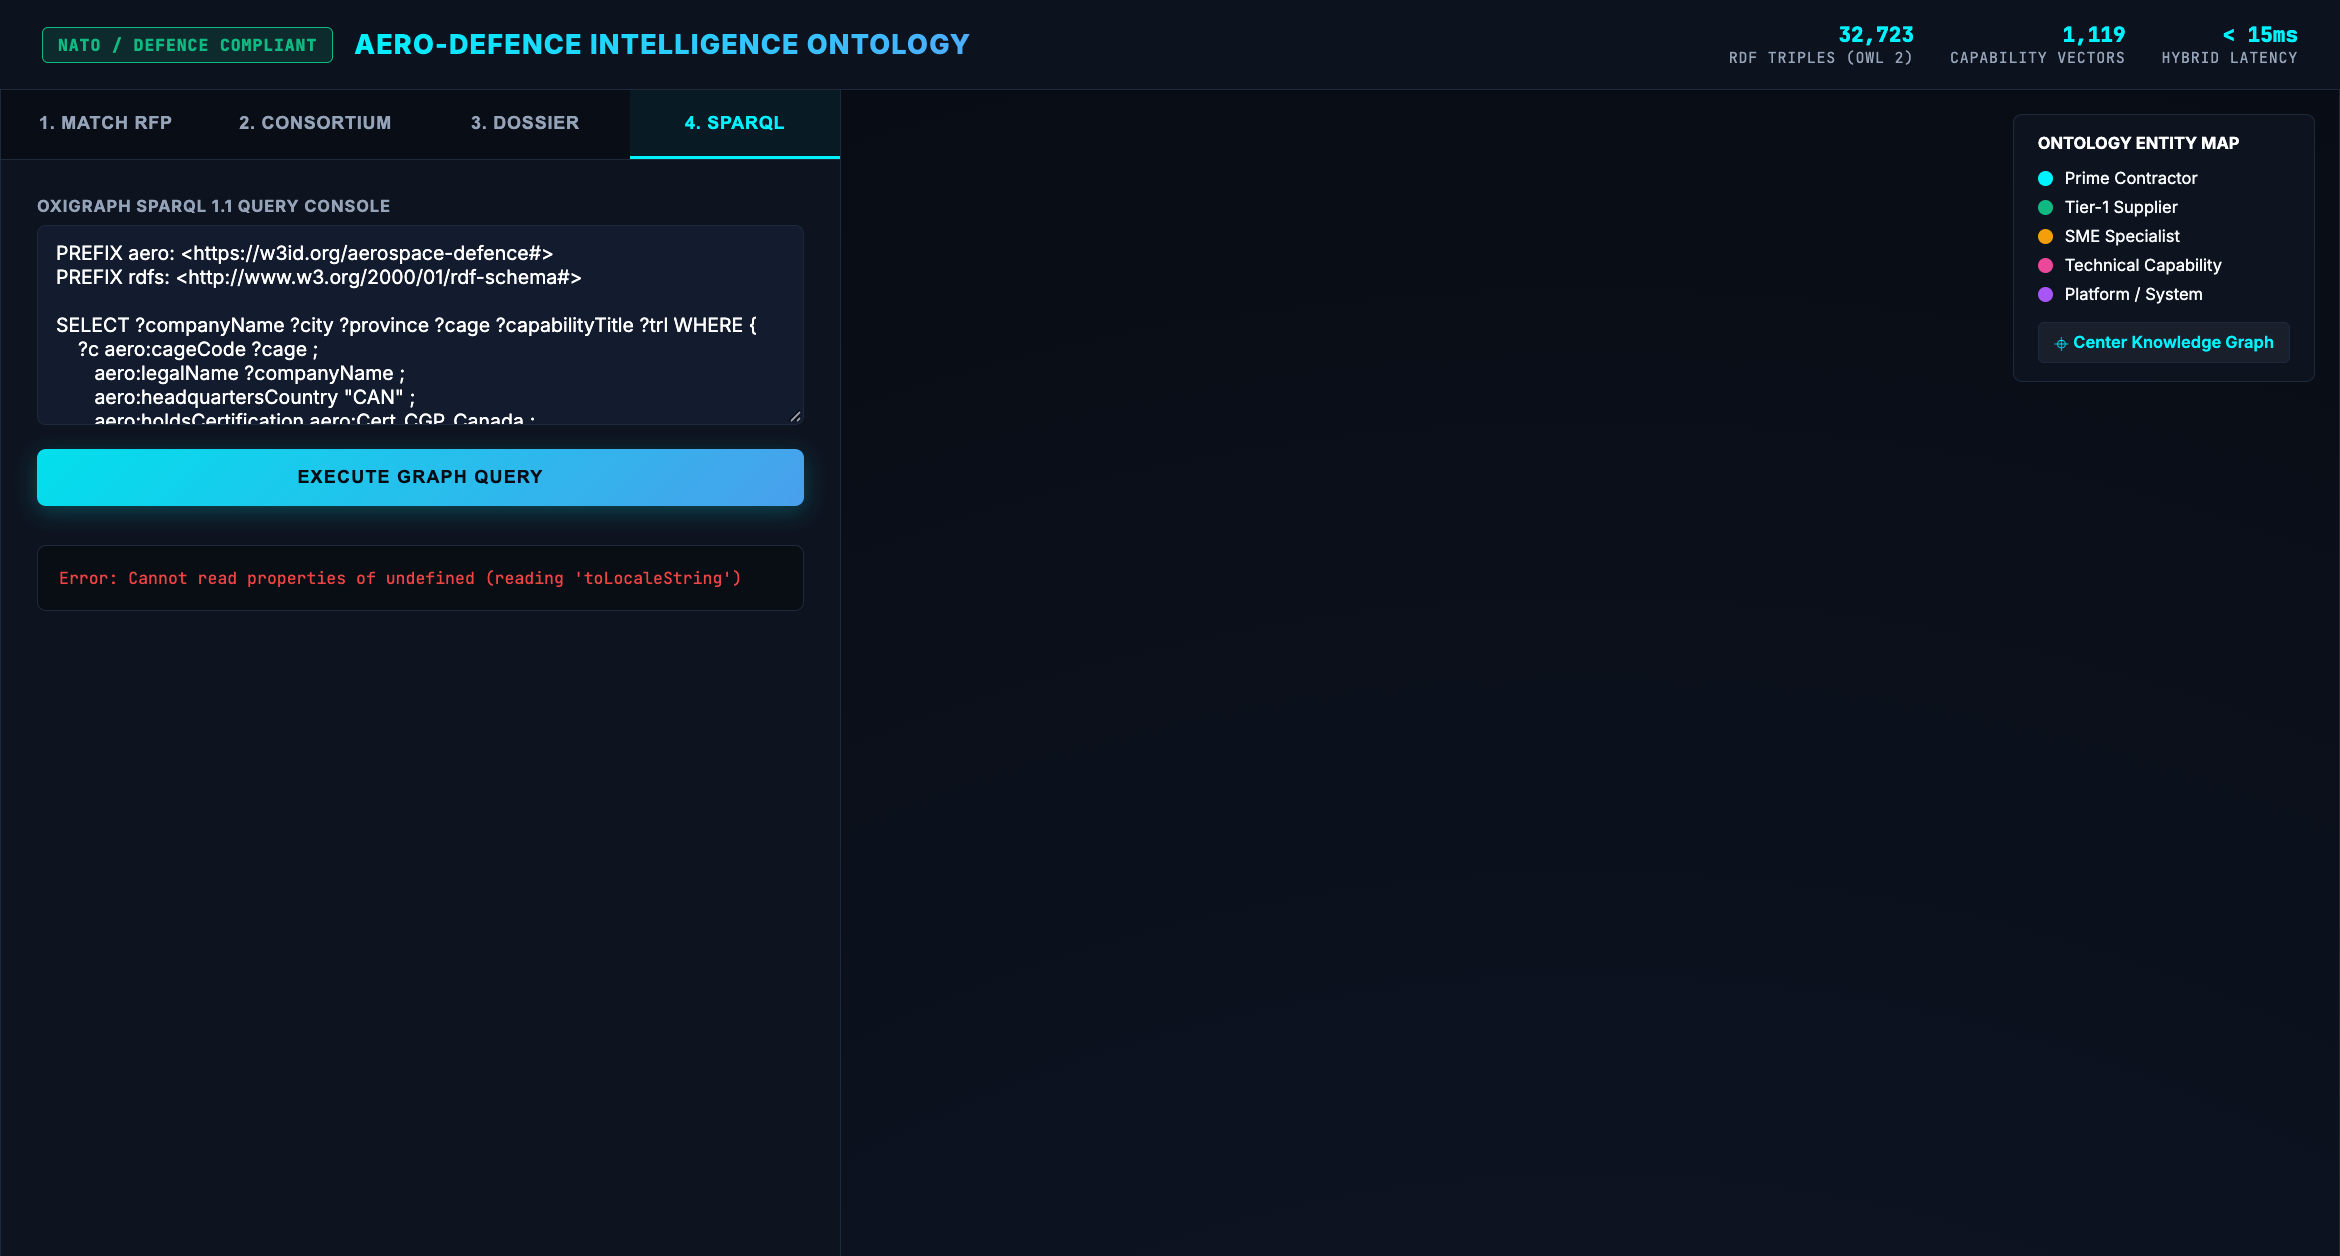 NATO / DEFENCE COMPLIANT
AERO-DEFENCE INTELLIGENCE ONTOLOGY
32,723
RDF TRIPLES (OWL 2)
1,119
CAPABILITY VECTORS
< 15ms
HYBRID LATENCY
1. MATCH RFP
2. CONSORTIUM
3. DOSSIER
4. SPARQL
OXIGRAPH SPARQL 1.1 QUERY CONSOLE
PREFIX aero: <https://w3id.org/aerospace-defence#>
PREFIX rdfs: <http://www.w3.org/2000/01/rdf-schema#>
SELECT ?companyName ?city ?province ?cage ?capabilityTitle ?trl WHERE {
?c aero:cageCode ?cage ;
aero:legalName ?companyName ;
aero:headquartersCountry "CAN" ;
aero:holdsCertification aero:Cert_CGP_Canada ;
EXECUTE GRAPH QUERY
Error: Cannot read properties of undefined (reading 'toLocaleString')
ONTOLOGY ENTITY MAP
Prime Contractor
Tier-1 Supplier
SME Specialist
Technical Capability
Platform / System
⌖ Center Knowledge Graph